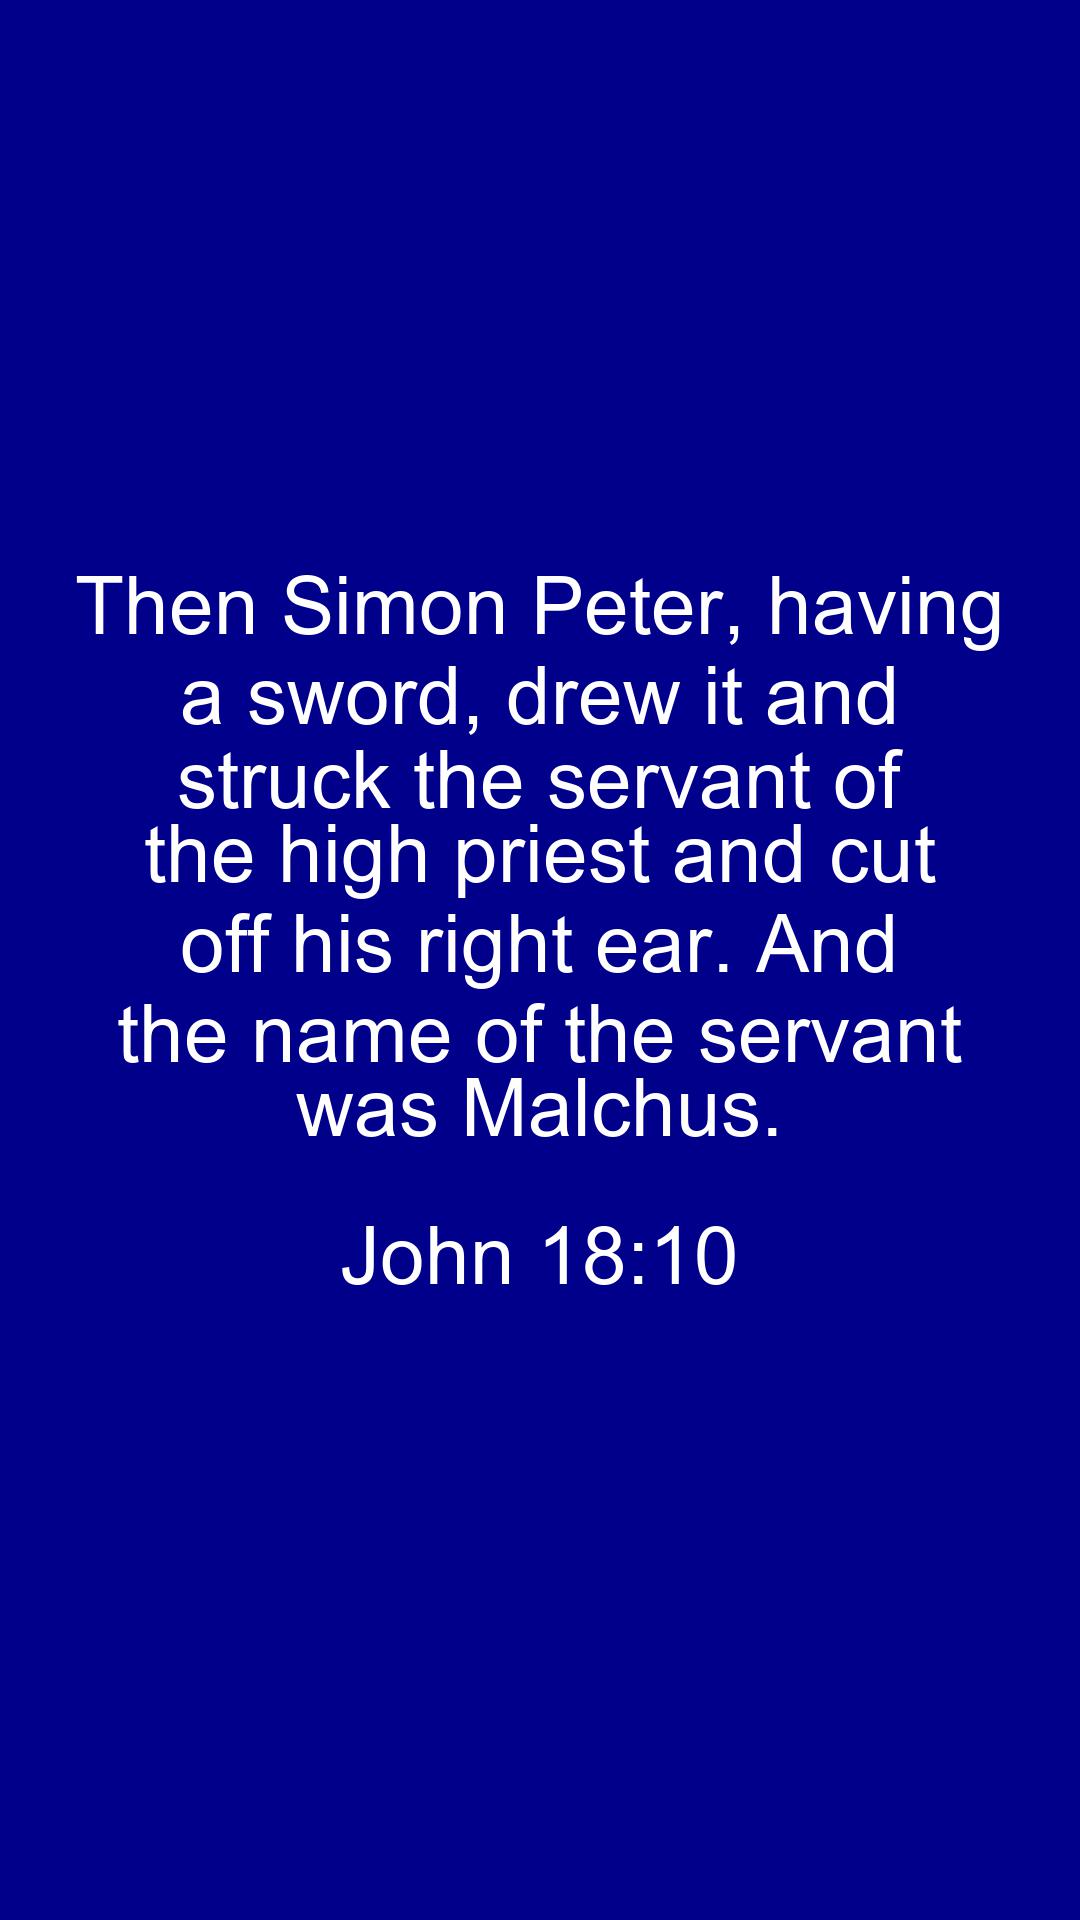 Then Simon Peter, having
a sword, drew it and
struck the servant of
the high priest and cut
off his right ear. And
the name of the servant
was Malchus.
John 18:10